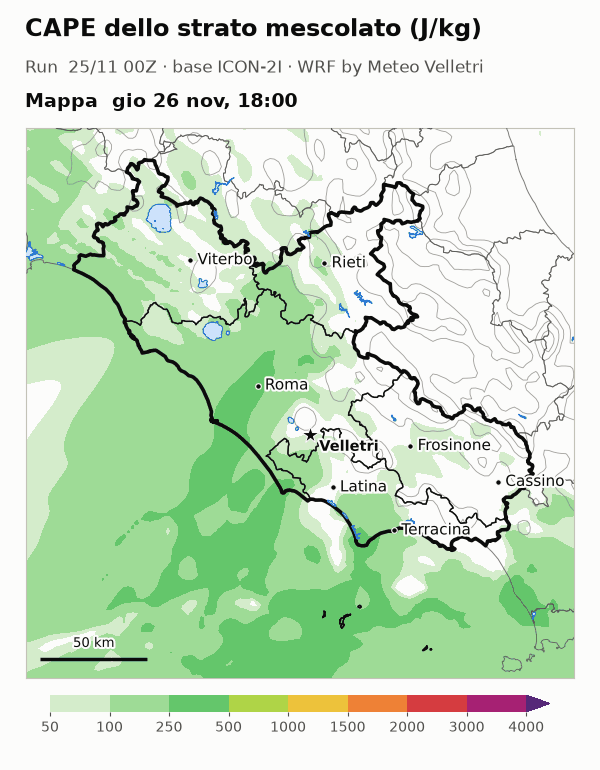 CAPE dello strato mescolato (J/kg)
Run  25/11 00Z · base ICON-2I · WRF by Meteo Velletri
Mappa  gio 26 nov, 18:00
Viterbo
Rieti
Roma
Velletri
Frosinone
Cassino
Latina
Terracina
50 km
50 100 250 500 1000 1500 2000 3000 4000